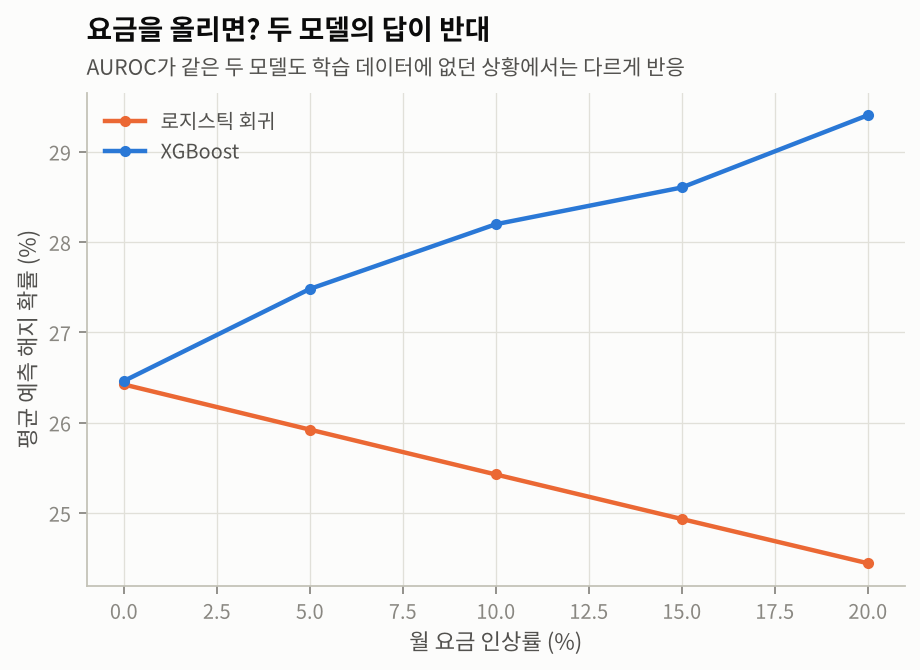 요금을 올리면? 두 모델의 답이 반대
AUROC가 같은 두 모델도 학습 데이터에 없던 상황에서는 다르게 반응
로지스틱 회귀
XGBoost
평균 예측 해지 확률 (%)
29
28
27
26
25
0.0 2.5 5.0 7.5 10.0 12.5 15.0 17.5 20.0
월 요금 인상률 (%)